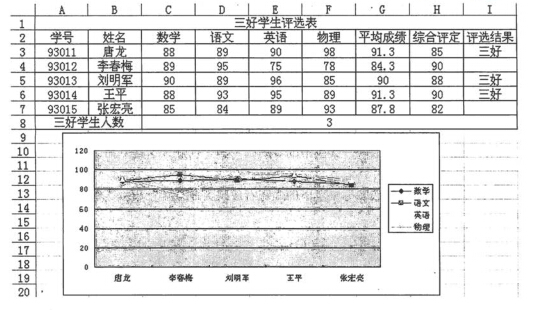 A B C D E F G H I
1 三好学生评选表
2 学号 姓名 数学 语文 英语 物理 平均成绩 综合评定 评选结果
3 93011 唐龙 88 89 90 98 91.3 85 三好
4 93012 李春梅 89 95 75 78 84.3 90
5 93013 刘明军 90 89 96 85 90 88 三好
6 93014 王平 88 93 95 89 91.3 90 三好
7 93015 张宏亮 85 84 89 93 87.8 82
8 三好学生人数 3
9
10
11
12
13
14
15
16
17
18
19
20
120
100
80
60
40
20
0
唐龙 李春梅 刘明军 王平 张宏亮
数学
语文
英语
物理